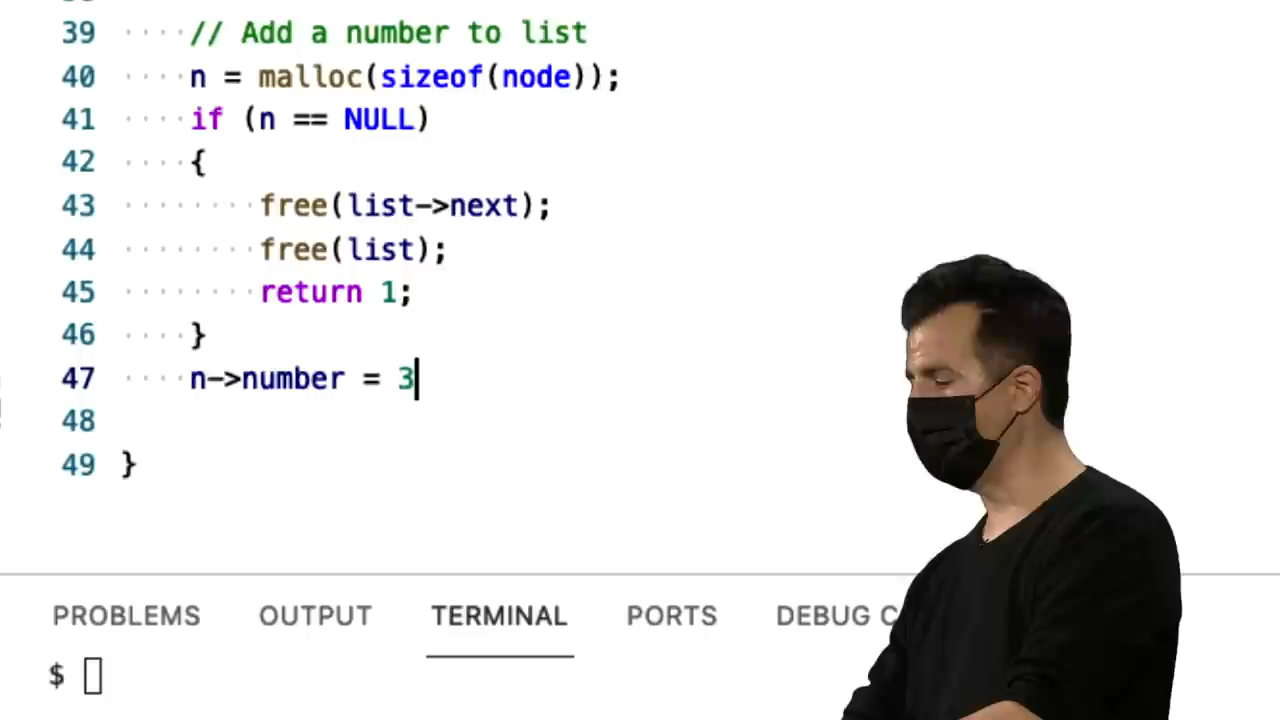 39 // Add a number to list
40 n = malloc(sizeof(node));
41 if (n == NULL)
42 {
43 free(list->next);
44 free(list);
45 return 1;
46 }
47 n->number = 3
48
49 }
PROBLEMS OUTPUT TERMINAL PORTS DEBUG C
$